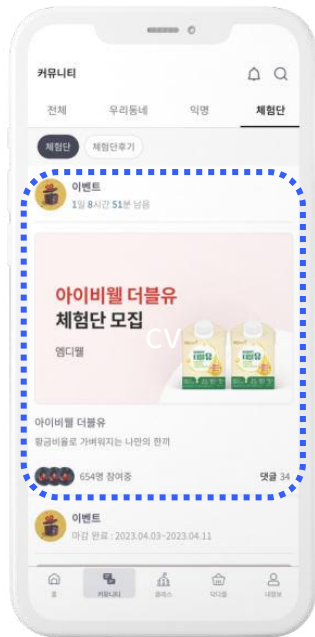 커뮤니티
전체 우리동네 익명 체험단
체험단 체험단후기
이벤트
1일 8시간 51분 남음
아이비웰 더블유
체험단 모집
엠디웰
CV
아이비웰 더블유
황금비율로 가벼워지는 나만의 한끼
654명 참여중 댓글 34
이벤트
마감 완료 : 2023.04.03~2023.04.11
홈 커뮤니티 클래스 닥다몰 내정보